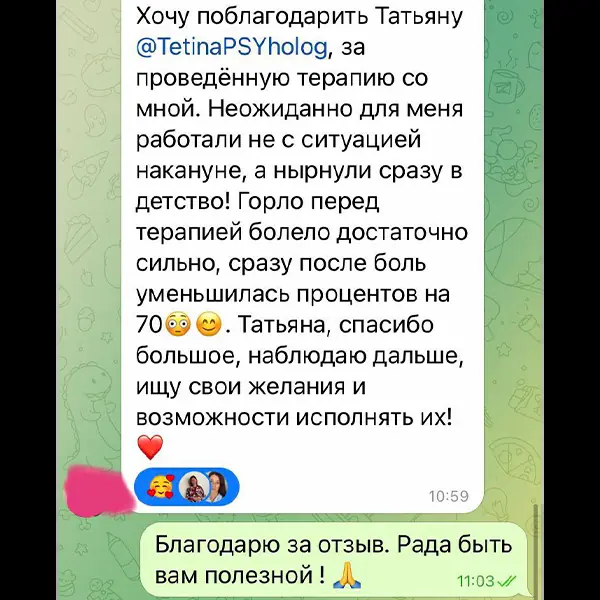 Хочу поблагодарить Татьяну
@TetinaPSYholog, за
проведённую терапию со
мной. Неожиданно для меня
работали не с ситуацией
накануне, а нырнули сразу в
детство! Горло перед
терапией болело достаточно
сильно, сразу после боль
уменьшилась процентов на
70😳😊. Татьяна, спасибо
большое, наблюдаю дальше,
ищу свои желания и
возможности исполнять их!
❤️
10:59
Благодарю за отзыв. Рада быть
вам полезной ! 🙏
11:03